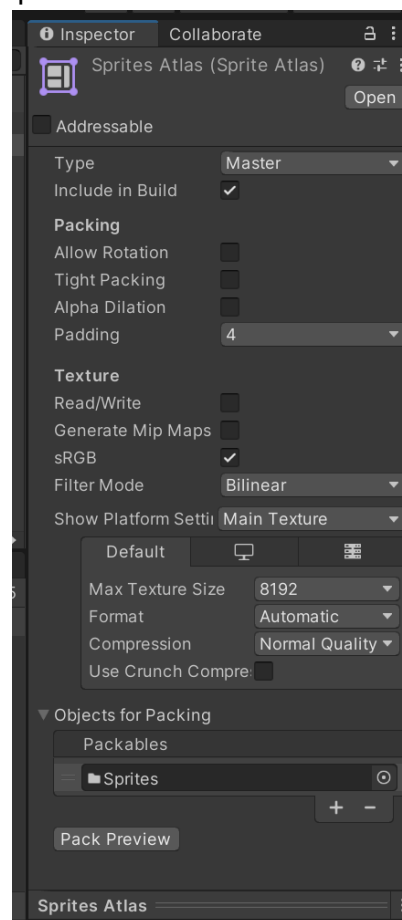 Inspector Collaborate
Sprites Atlas (Sprite Atlas)
Open
Addressable
Type Master
Include in Build
Packing
Allow Rotation
Tight Packing
Alpha Dilation
Padding 4
Texture
Read/Write
Generate Mip Maps
sRGB
Filter Mode Bilinear
Show Platform Setti Main Texture
Default
Max Texture Size 8192
Format Automatic
Compression Normal Quality
Use Crunch Compre
Objects for Packing
Packables
Sprites
+ −
Pack Preview
Sprites Atlas